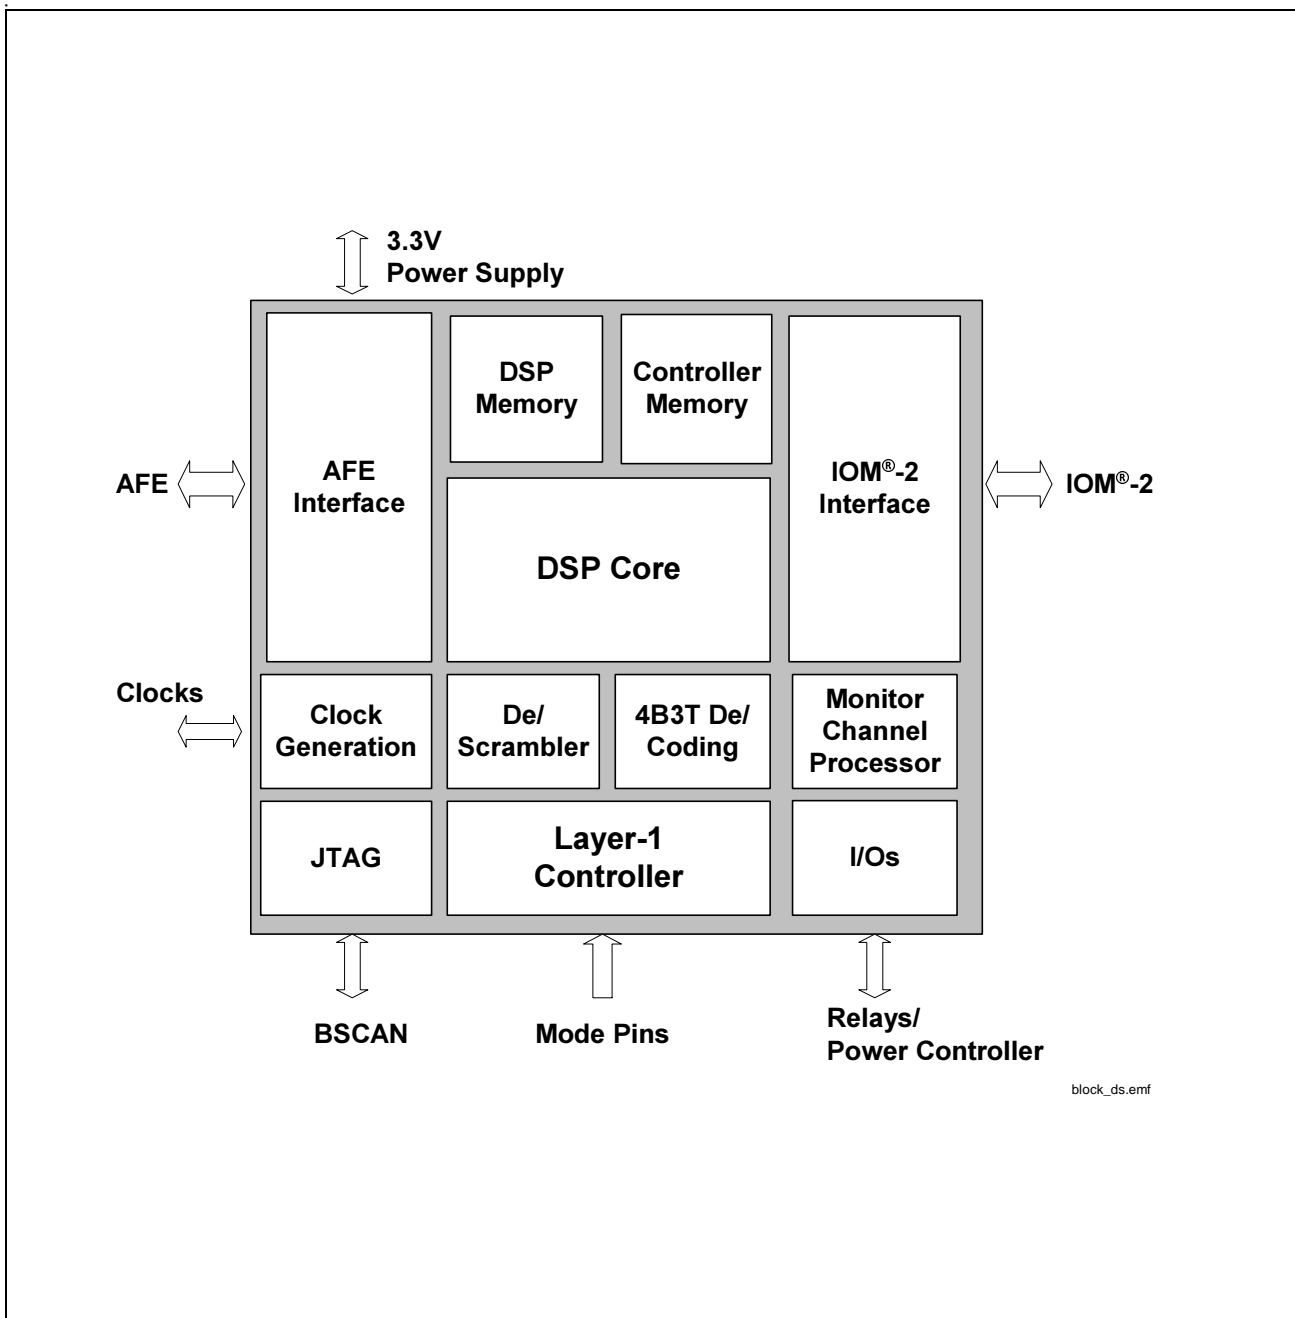 3.3V
Power Supply
DSP
Memory
Controller
Memory
AFE
AFE
Interface
IOM®-2
Interface
IOM®-2
DSP Core
Clocks
Clock
Generation
De/
Scrambler
4B3T De/
Coding
Monitor
Channel
Processor
JTAG
Layer-1
Controller
I/Os
BSCAN
Mode Pins
Relays/
Power Controller
block_ds.emf